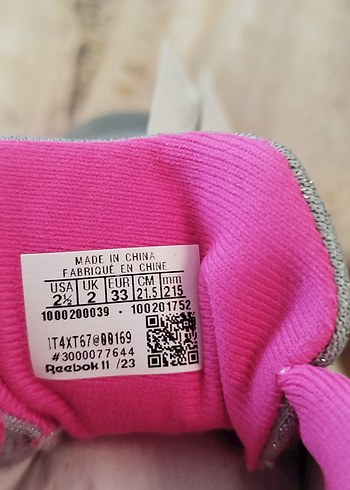 MADE IN CHINA
FABRIQUÉ EN CHINE
USA UK EUR CM mm
2½ 2 33 21.5 215
1000200039 · 100201752
1T4XT67@00169
#3000077644
Reebok 11 /23